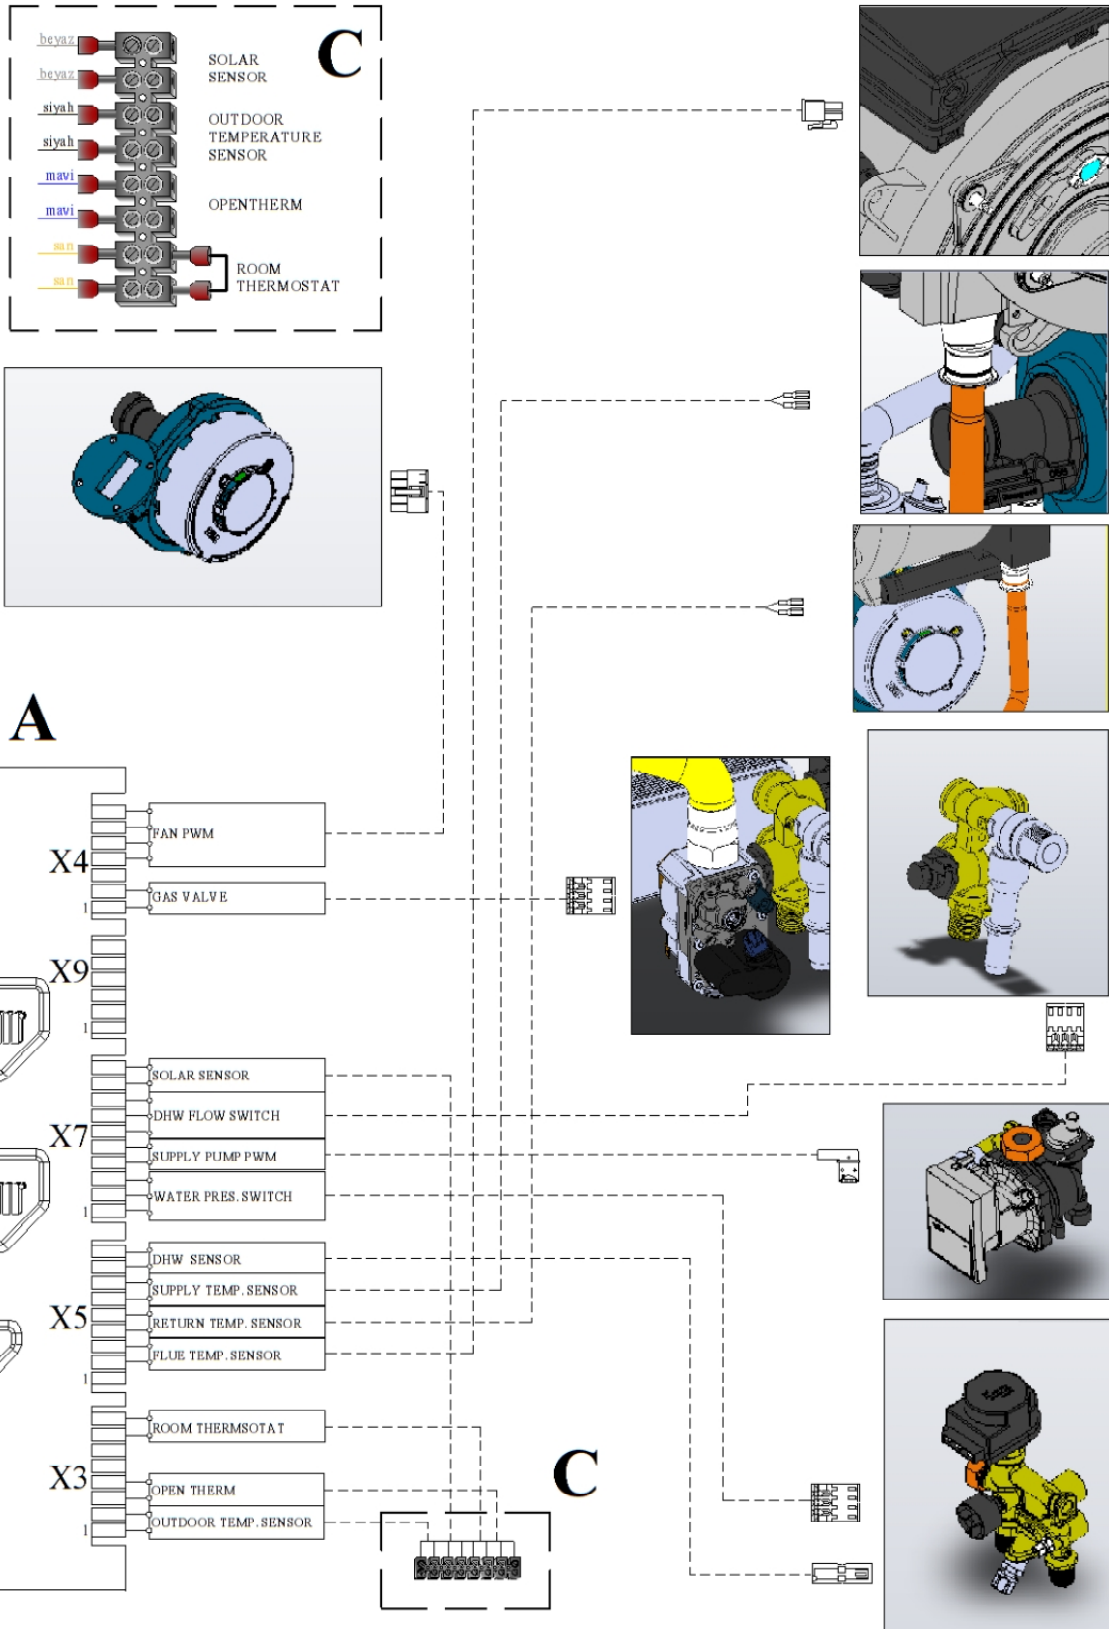 C
beyaz
SOLAR
beyaz
SENSOR
siyah
OUTDOOR
TEMPERATURE
siyah
SENSOR
mavi
OPENTHERM
mavi
sarı
ROOM
sarı
THERMOSTAT
A
FAN PWM
X4
GAS VALVE
1
X9
1
SOLAR SENSOR
DHW FLOW SWITCH
X7
SUPPLY PUMP PWM
WATER PRES. SWITCH
1
DHW SENSOR
SUPPLY TEMP. SENSOR
X5
RETURN TEMP. SENSOR
FLUE TEMP. SENSOR
1
ROOM THERMSOTAT
C
X3
OPEN THERM
OUTDOOR TEMP. SENSOR
1